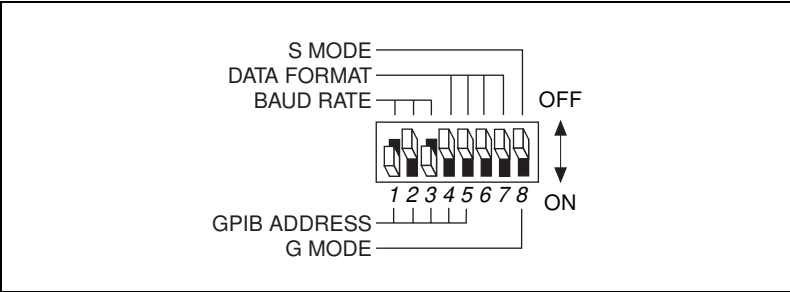 S MODE
DATA FORMAT
BAUD RATE
OFF
1 2 3 4 5 6 7 8
ON
GPIB ADDRESS
G MODE